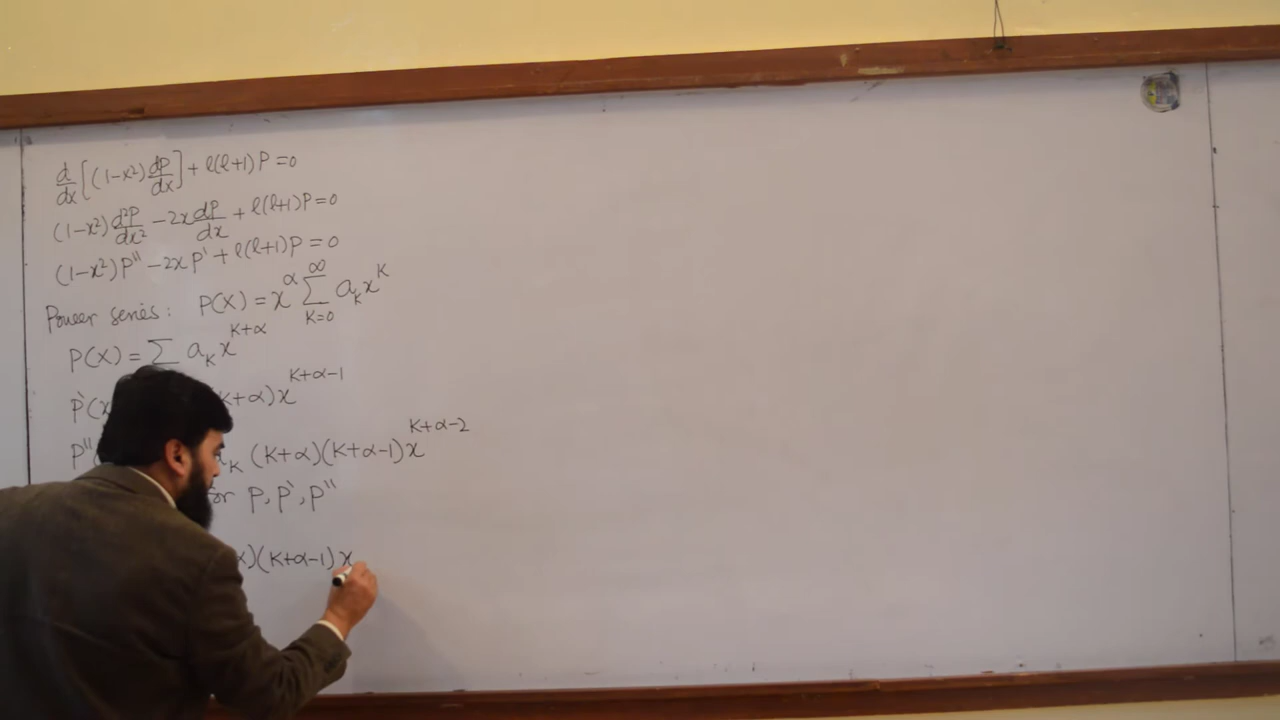 d/dx [(1-x²) dP/dx] + ℓ(ℓ+1)P = 0
(1-x²) d²P/dx² - 2x dP/dx + ℓ(ℓ+1)P = 0
(1-x²)P'' - 2xP' + ℓ(ℓ+1)P = 0
Power series: P(x) = x^α ∑_{K=0}^{∞} a_K x^K
P(x) = ∑ a_K x^{K+α}
P'(x K+α)x^{K+α-1}
P'' a_K (K+α)(K+α-1)x^{K+α-2}
for P, P', P''
)(K+α-1)x